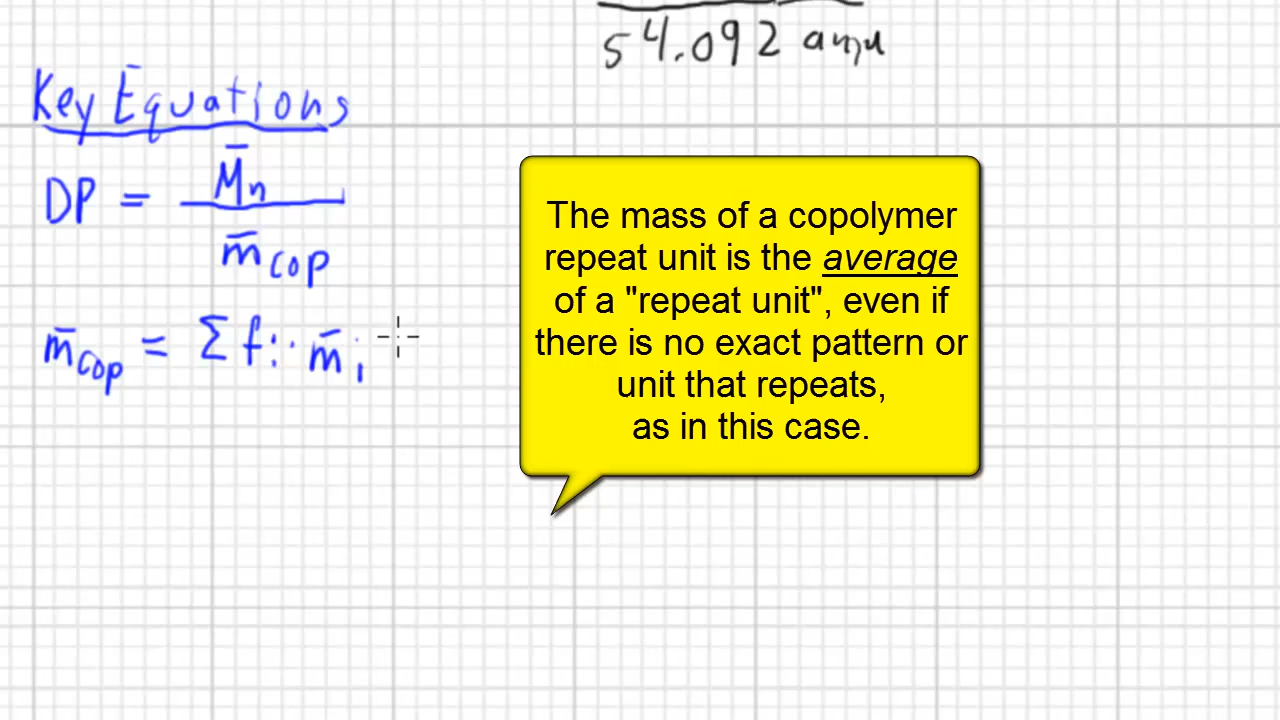 54.092 amu
Key Equations
DP = M̄n / m̄cop
m̄cop = Σ fi · m̄i
The mass of a copolymer
repeat unit is the average
of a "repeat unit", even if
there is no exact pattern or
unit that repeats,
as in this case.